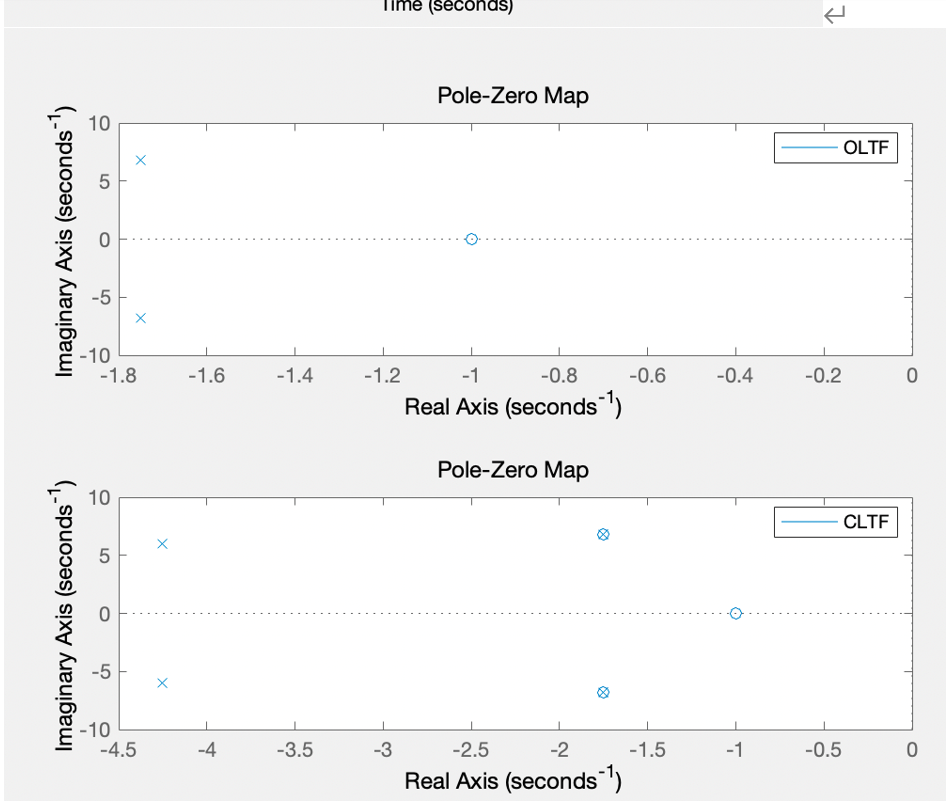 Time (seconds)
Pole-Zero Map
OLTF
Imaginary Axis (seconds⁻¹)
10
5
0
-5
-10
-1.8 -1.6 -1.4 -1.2 -1 -0.8 -0.6 -0.4 -0.2 0
Real Axis (seconds⁻¹)
Pole-Zero Map
CLTF
Imaginary Axis (seconds⁻¹)
10
5
0
-5
-10
-4.5 -4 -3.5 -3 -2.5 -2 -1.5 -1 -0.5 0
Real Axis (seconds⁻¹)